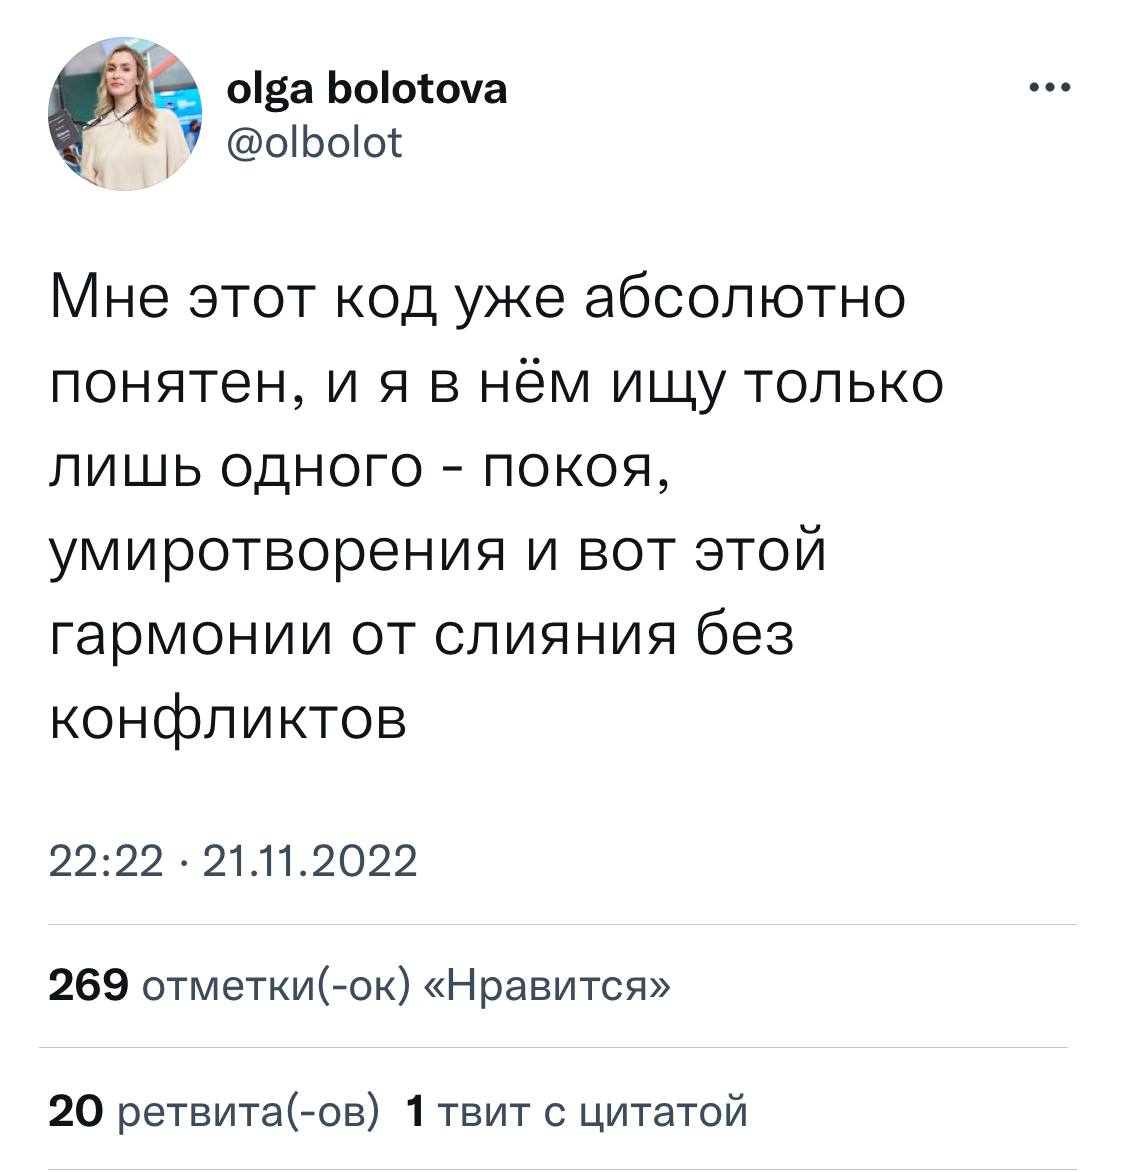 olga bolotova
@olbolot
Мне этот код уже абсолютно
понятен, и я в нём ищу только
лишь одного - покоя,
умиротворения и вот этой
гармонии от слияния без
конфликтов
22:22 · 21.11.2022
269 отметки(-ок) «Нравится»
20 ретвита(-ов) 1 твит с цитатой